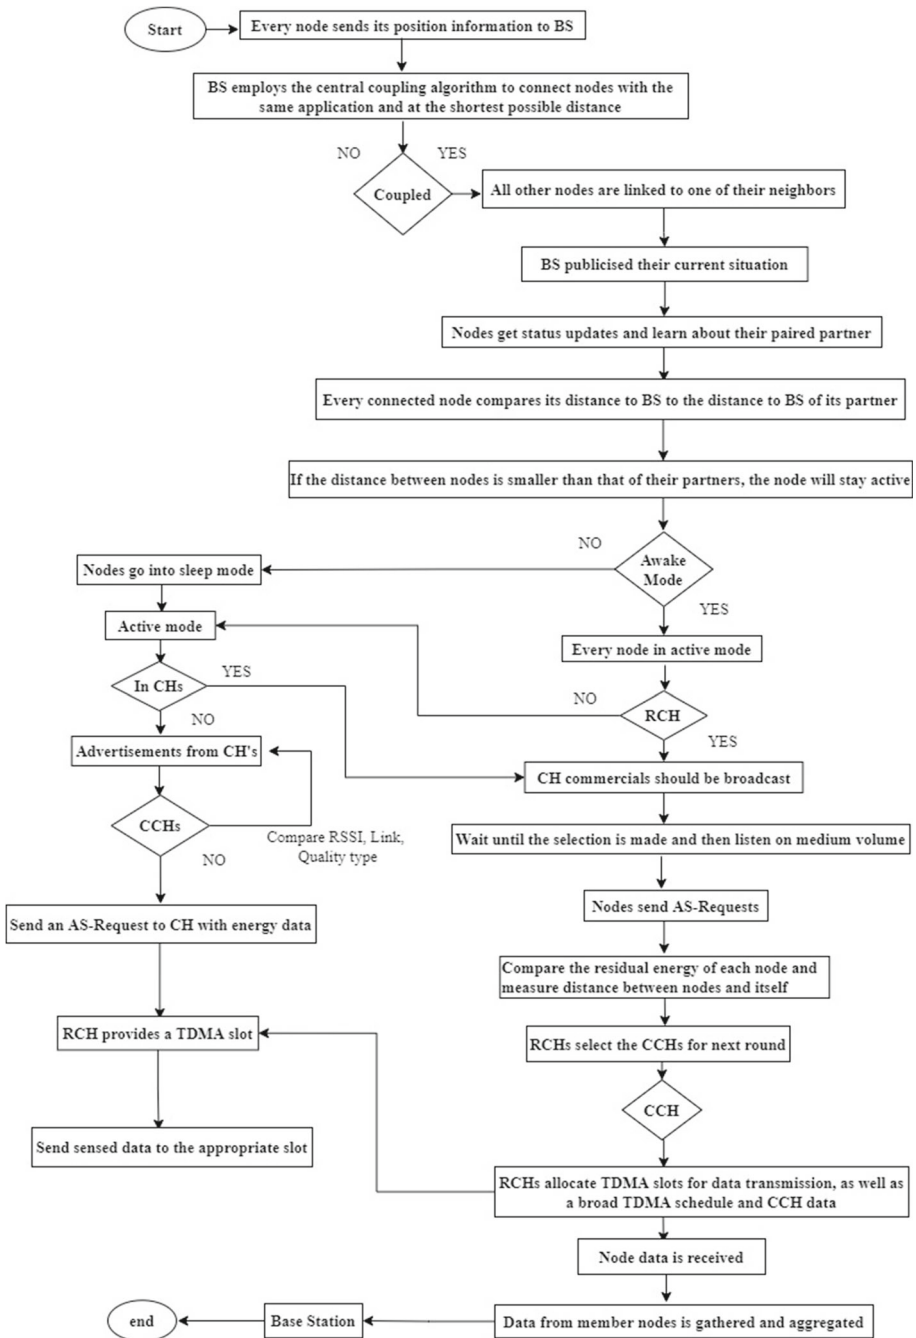 Start
Every node sends its position information to BS
BS employs the central coupling algorithm to connect nodes with the
same application and at the shortest possible distance
NO
YES
Coupled
All other nodes are linked to one of their neighbors
BS publicised their current situation
Nodes get status updates and learn about their paired partner
Every connected node compares its distance to BS to the distance to BS of its partner
If the distance between nodes is smaller than that of their partners, the node will stay active
NO
Awake
Mode
YES
Nodes go into sleep mode
Active mode
Every node in active mode
In CHs
YES
NO
NO
RCH
YES
Advertisements from CH's
CH commercials should be broadcast
CCHs
Compare RSSI, Link,
Quality type
NO
Wait until the selection is made and then listen on medium volume
Nodes send AS-Requests
Send an AS-Request to CH with energy data
Compare the residual energy of each node and
measure distance between nodes and itself
RCH provides a TDMA slot
RCHs select the CCHs for next round
CCH
Send sensed data to the appropriate slot
RCHs allocate TDMA slots for data transmission, as well as
a broad TDMA schedule and CCH data
Node data is received
Data from member nodes is gathered and aggregated
Base Station
end